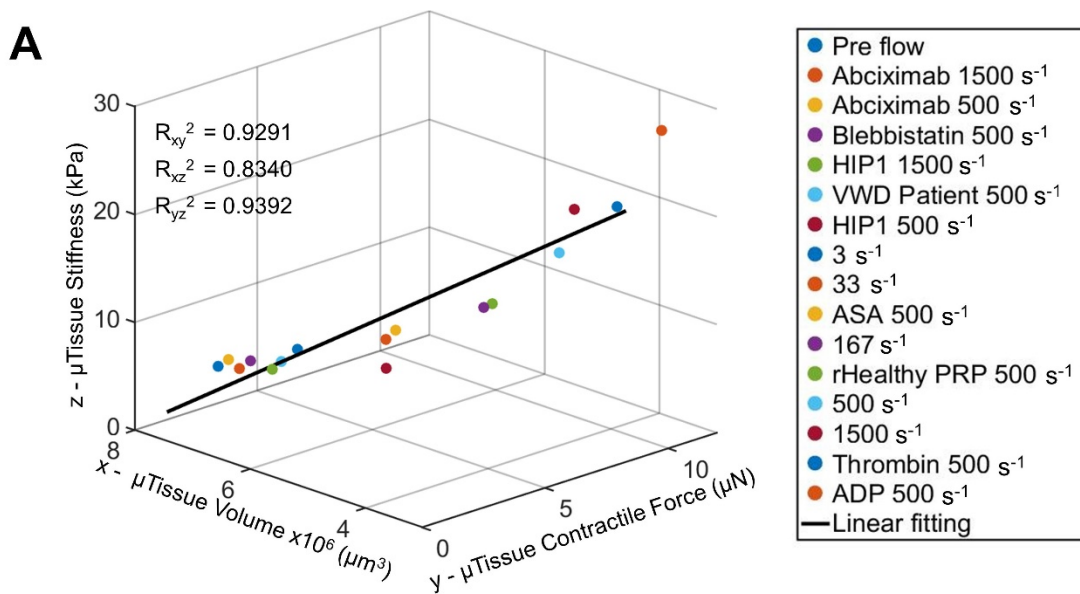 A
R_xy² = 0.9291
R_xz² = 0.8340
R_yz² = 0.9392
30
20
10
0
z - µTissue Stiffness (kPa)
8
6
4
x - µTissue Volume x10⁶ (µm³)
0
5
10
y - µTissue Contractile Force (µN)
Pre flow
Abciximab 1500 s⁻¹
Abciximab 500 s⁻¹
Blebbistatin 500 s⁻¹
HIP1 1500 s⁻¹
VWD Patient 500 s⁻¹
HIP1 500 s⁻¹
3 s⁻¹
33 s⁻¹
ASA 500 s⁻¹
167 s⁻¹
rHealthy PRP 500 s⁻¹
500 s⁻¹
1500 s⁻¹
Thrombin 500 s⁻¹
ADP 500 s⁻¹
Linear fitting